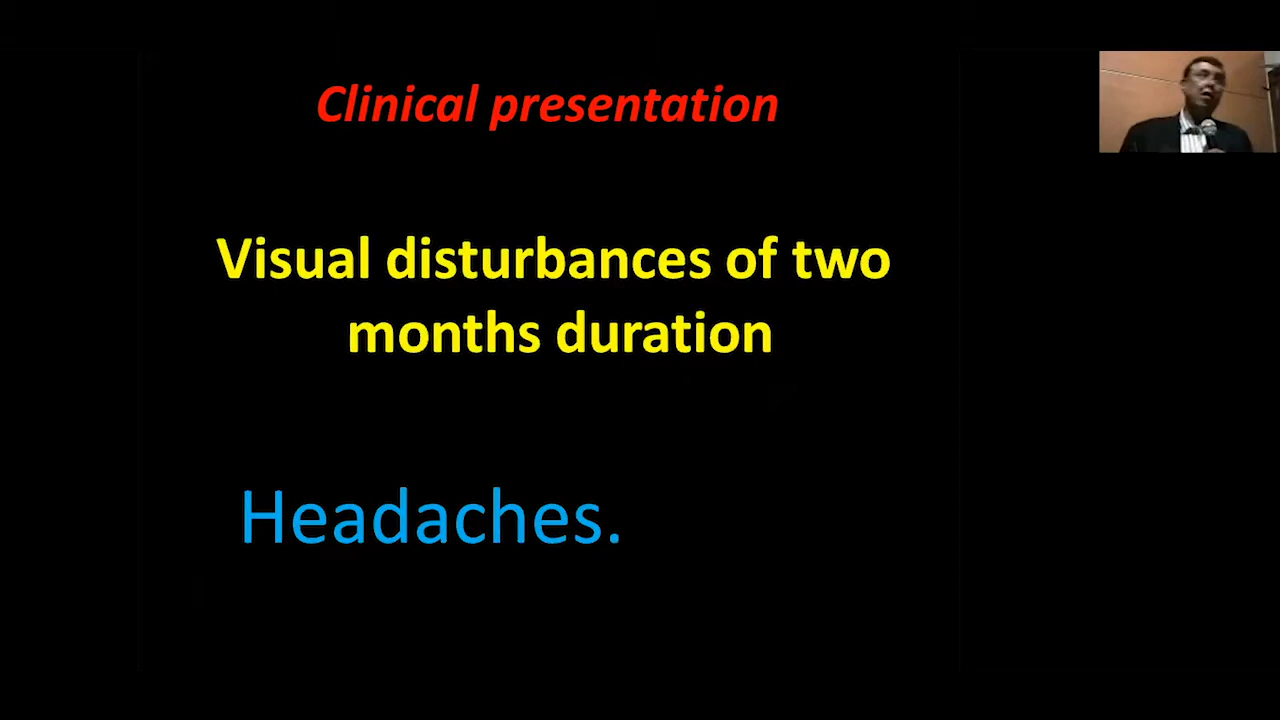 Clinical presentation
Visual disturbances of two
months duration
Headaches.